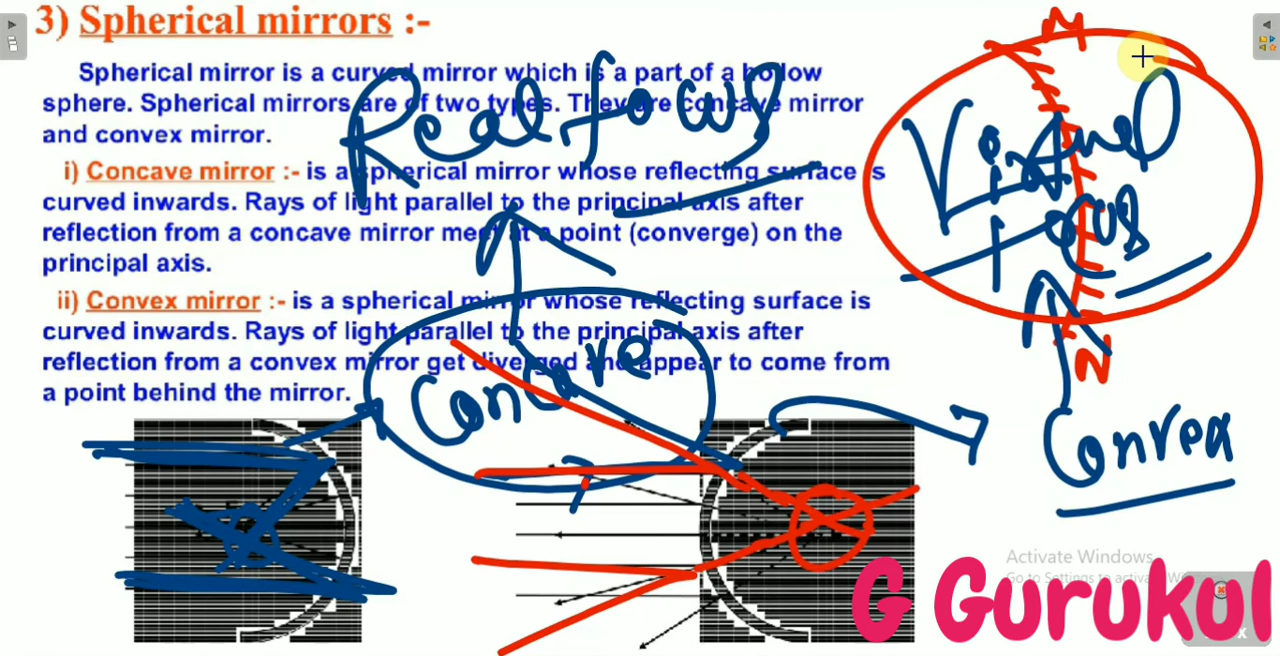 3) Spherical mirrors :-
Spherical mirror is a curved mirror which is a part of a hollow
sphere. Spherical mirrors are of two types. They are concave mirror
and convex mirror.
i) Concave mirror :- is a spherical mirror whose reflecting surface is
curved inwards. Rays of light parallel to the principal axis after
reflection from a concave mirror meet at a point (converge) on the
principal axis.
ii) Convex mirror :- is a spherical mirror whose reflecting surface is
curved inwards. Rays of light parallel to the principal axis after
reflection from a convex mirror get diverged and appear to come from
a point behind the mirror.
Real focus
Virtual
focus
Concave
Convex
Activate Windows
Go to Settings to activa
G Gurukul